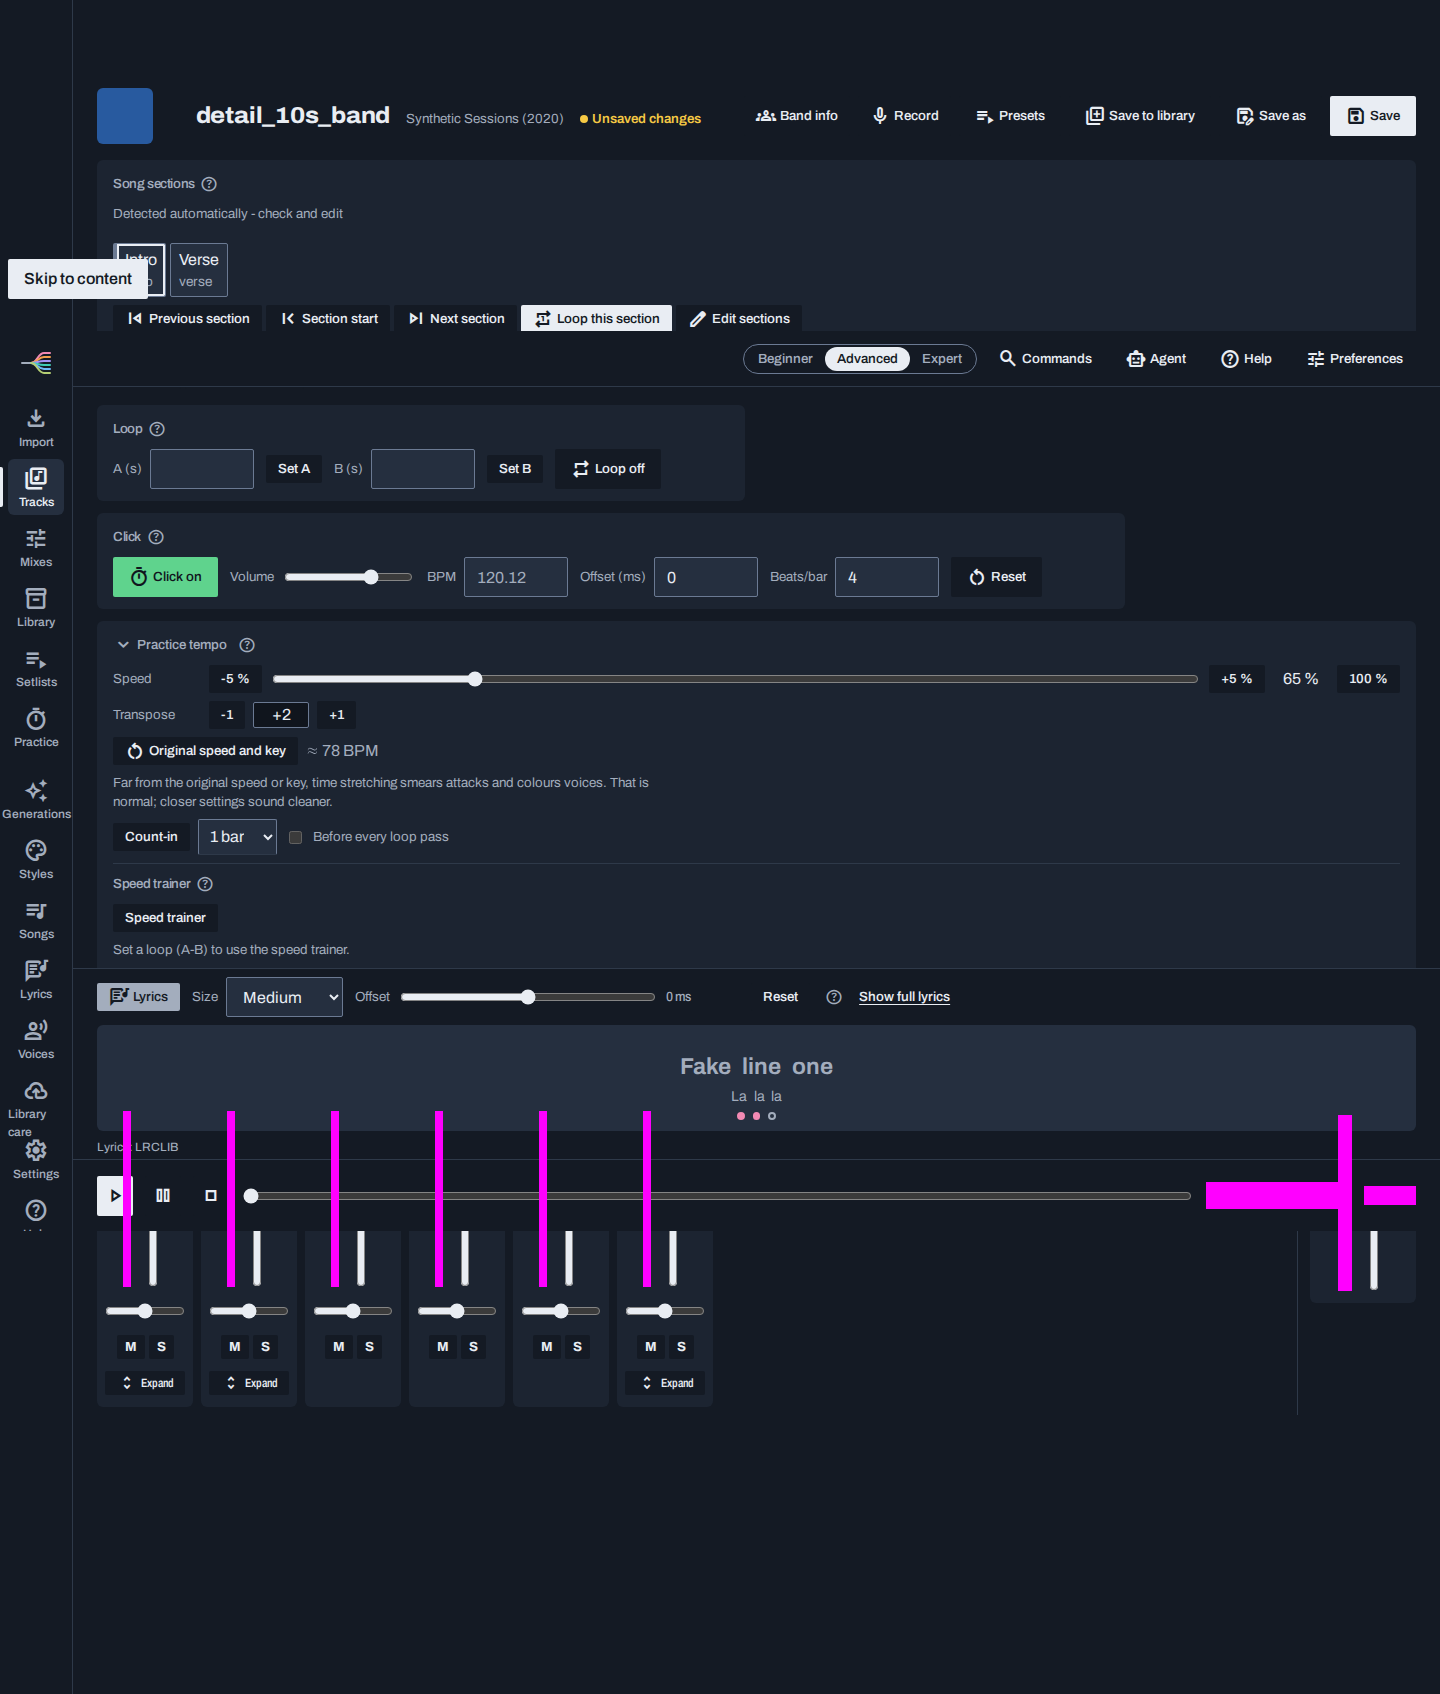 detail_10s_band Synthetic Sessions (2020) Unsaved changes Band info Record Presets Save to library Save as Save
Song sections
Detected automatically - check and edit
Verse
verse
Skip to content
Previous section Section start Next section Loop this section Edit sections
Beginner Advanced Expert Commands Agent Help Preferences
Import
Tracks
Mixes
Library
Setlists
Practice
Generations
Styles
Songs
Lyrics
Voices
Library
care
Settings
Loop
A (s) Set A B (s) Set B Loop off
Click
Click on Volume BPM 120.12 Offset (ms) 0 Beats/bar 4 Reset
Practice tempo
Speed -5 % +5 % 65 % 100 %
Transpose -1 +2 +1
Original speed and key ≈ 78 BPM
Far from the original speed or key, time stretching smears attacks and colours voices. That is
normal; closer settings sound cleaner.
Count-in 1 bar Before every loop pass
Speed trainer
Speed trainer
Set a loop (A-B) to use the speed trainer.
Lyrics Size Medium Offset 0 ms Reset Show full lyrics
Fake line one
La la la
LRCLIB
M S M S M S M S M S M S
Expand Expand Expand